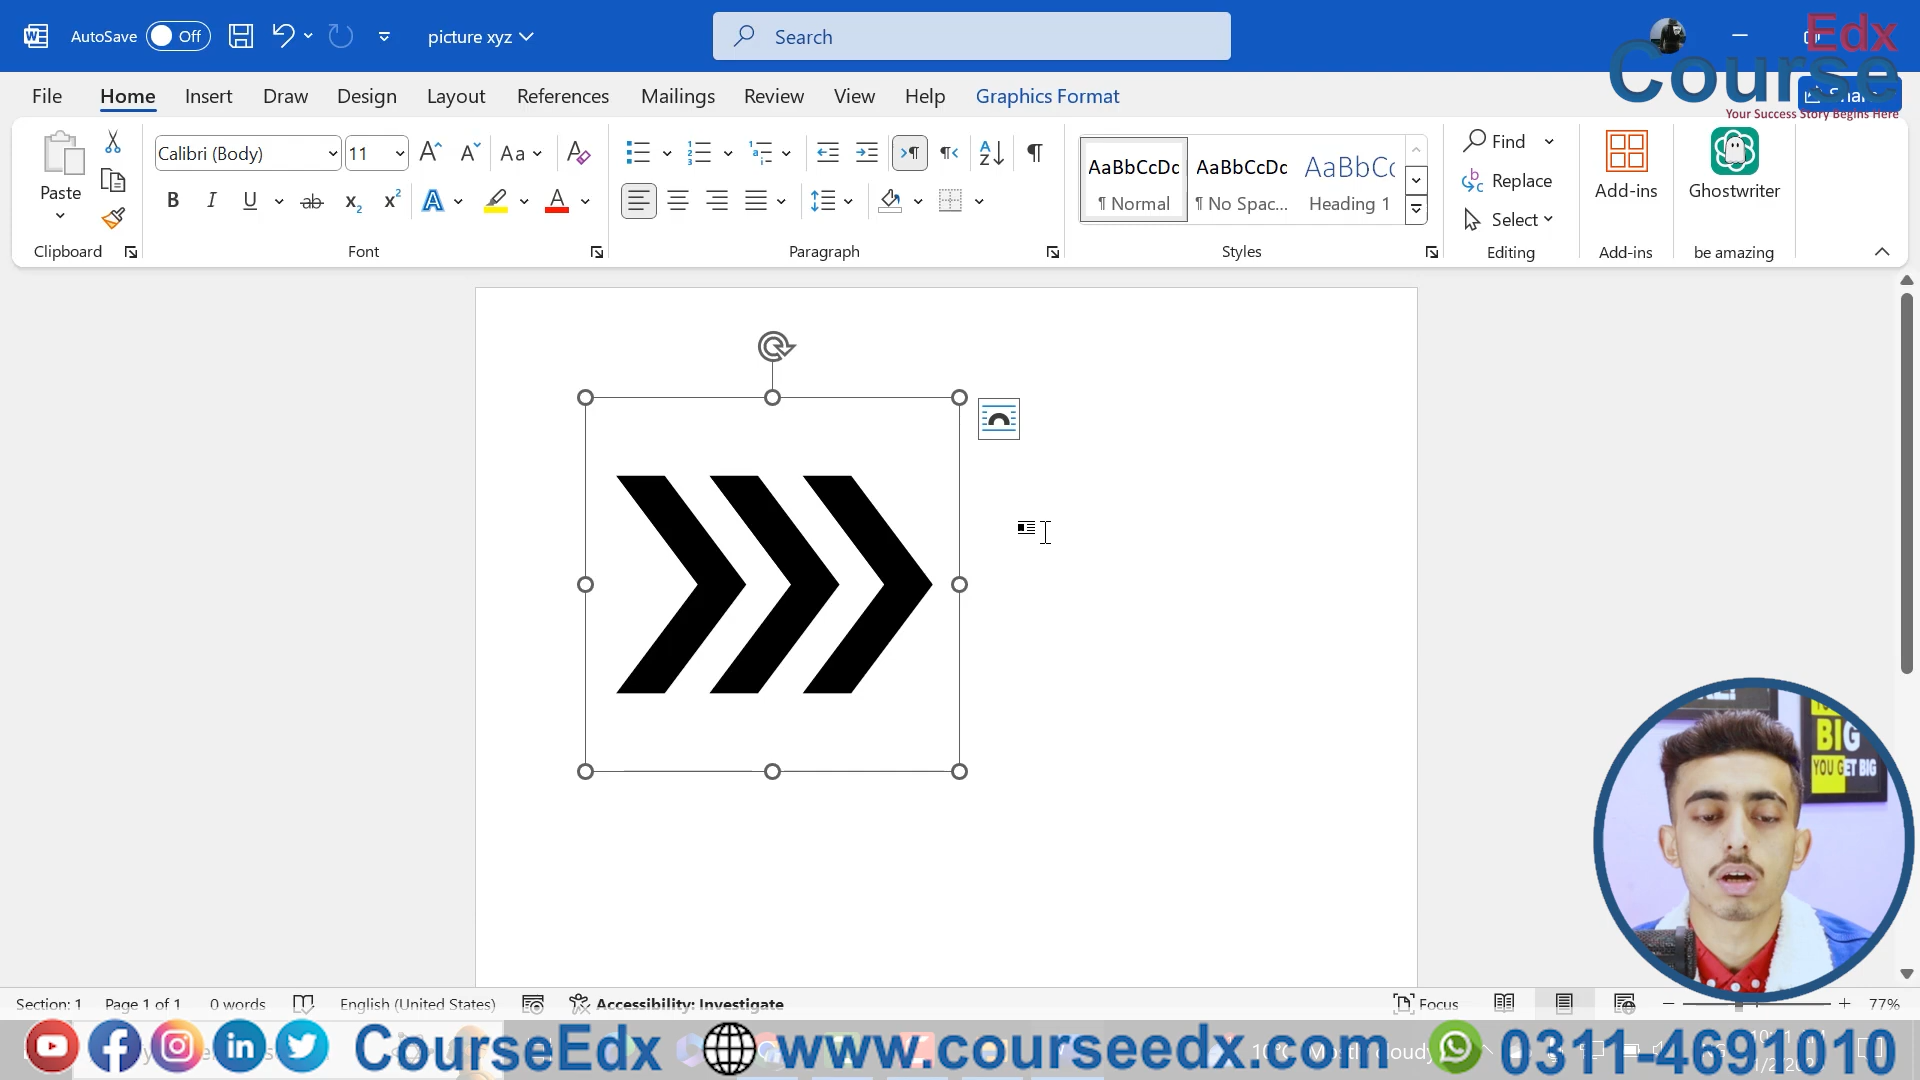 AutoSave Off picture xyz Search
Edx
Course
Your Success Story Begins Here
File Home Insert Draw Design Layout References Mailings Review View Help Graphics Format
Paste
Calibri (Body) 11
AaBbCcDc AaBbCcDc AaBbCc
¶ Normal ¶ No Spac... Heading 1
Find
Replace
Select
Add-ins
Ghostwriter
Clipboard Font Paragraph Styles Editing Add-ins be amazing
BIG
YOU GET BIG
Section: 1 Page 1 of 1 0 words English (United States) Accessibility: Investigate Focus 77%
CourseEdx www.courseedx.com 0311-4691010